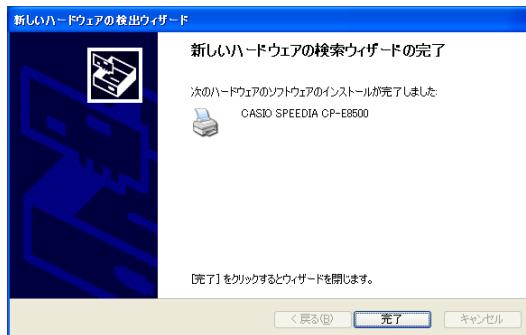 新しいハードウェアの検出ウィザード
新しいハードウェアの検索ウィザードの完了
次のハードウェアのソフトウェアのインストールが完了しました:
CASIO SPEEDIA CP-E8500
[完了] をクリックするとウィザードを閉じます。
< 戻る(B) 完了 キャンセル